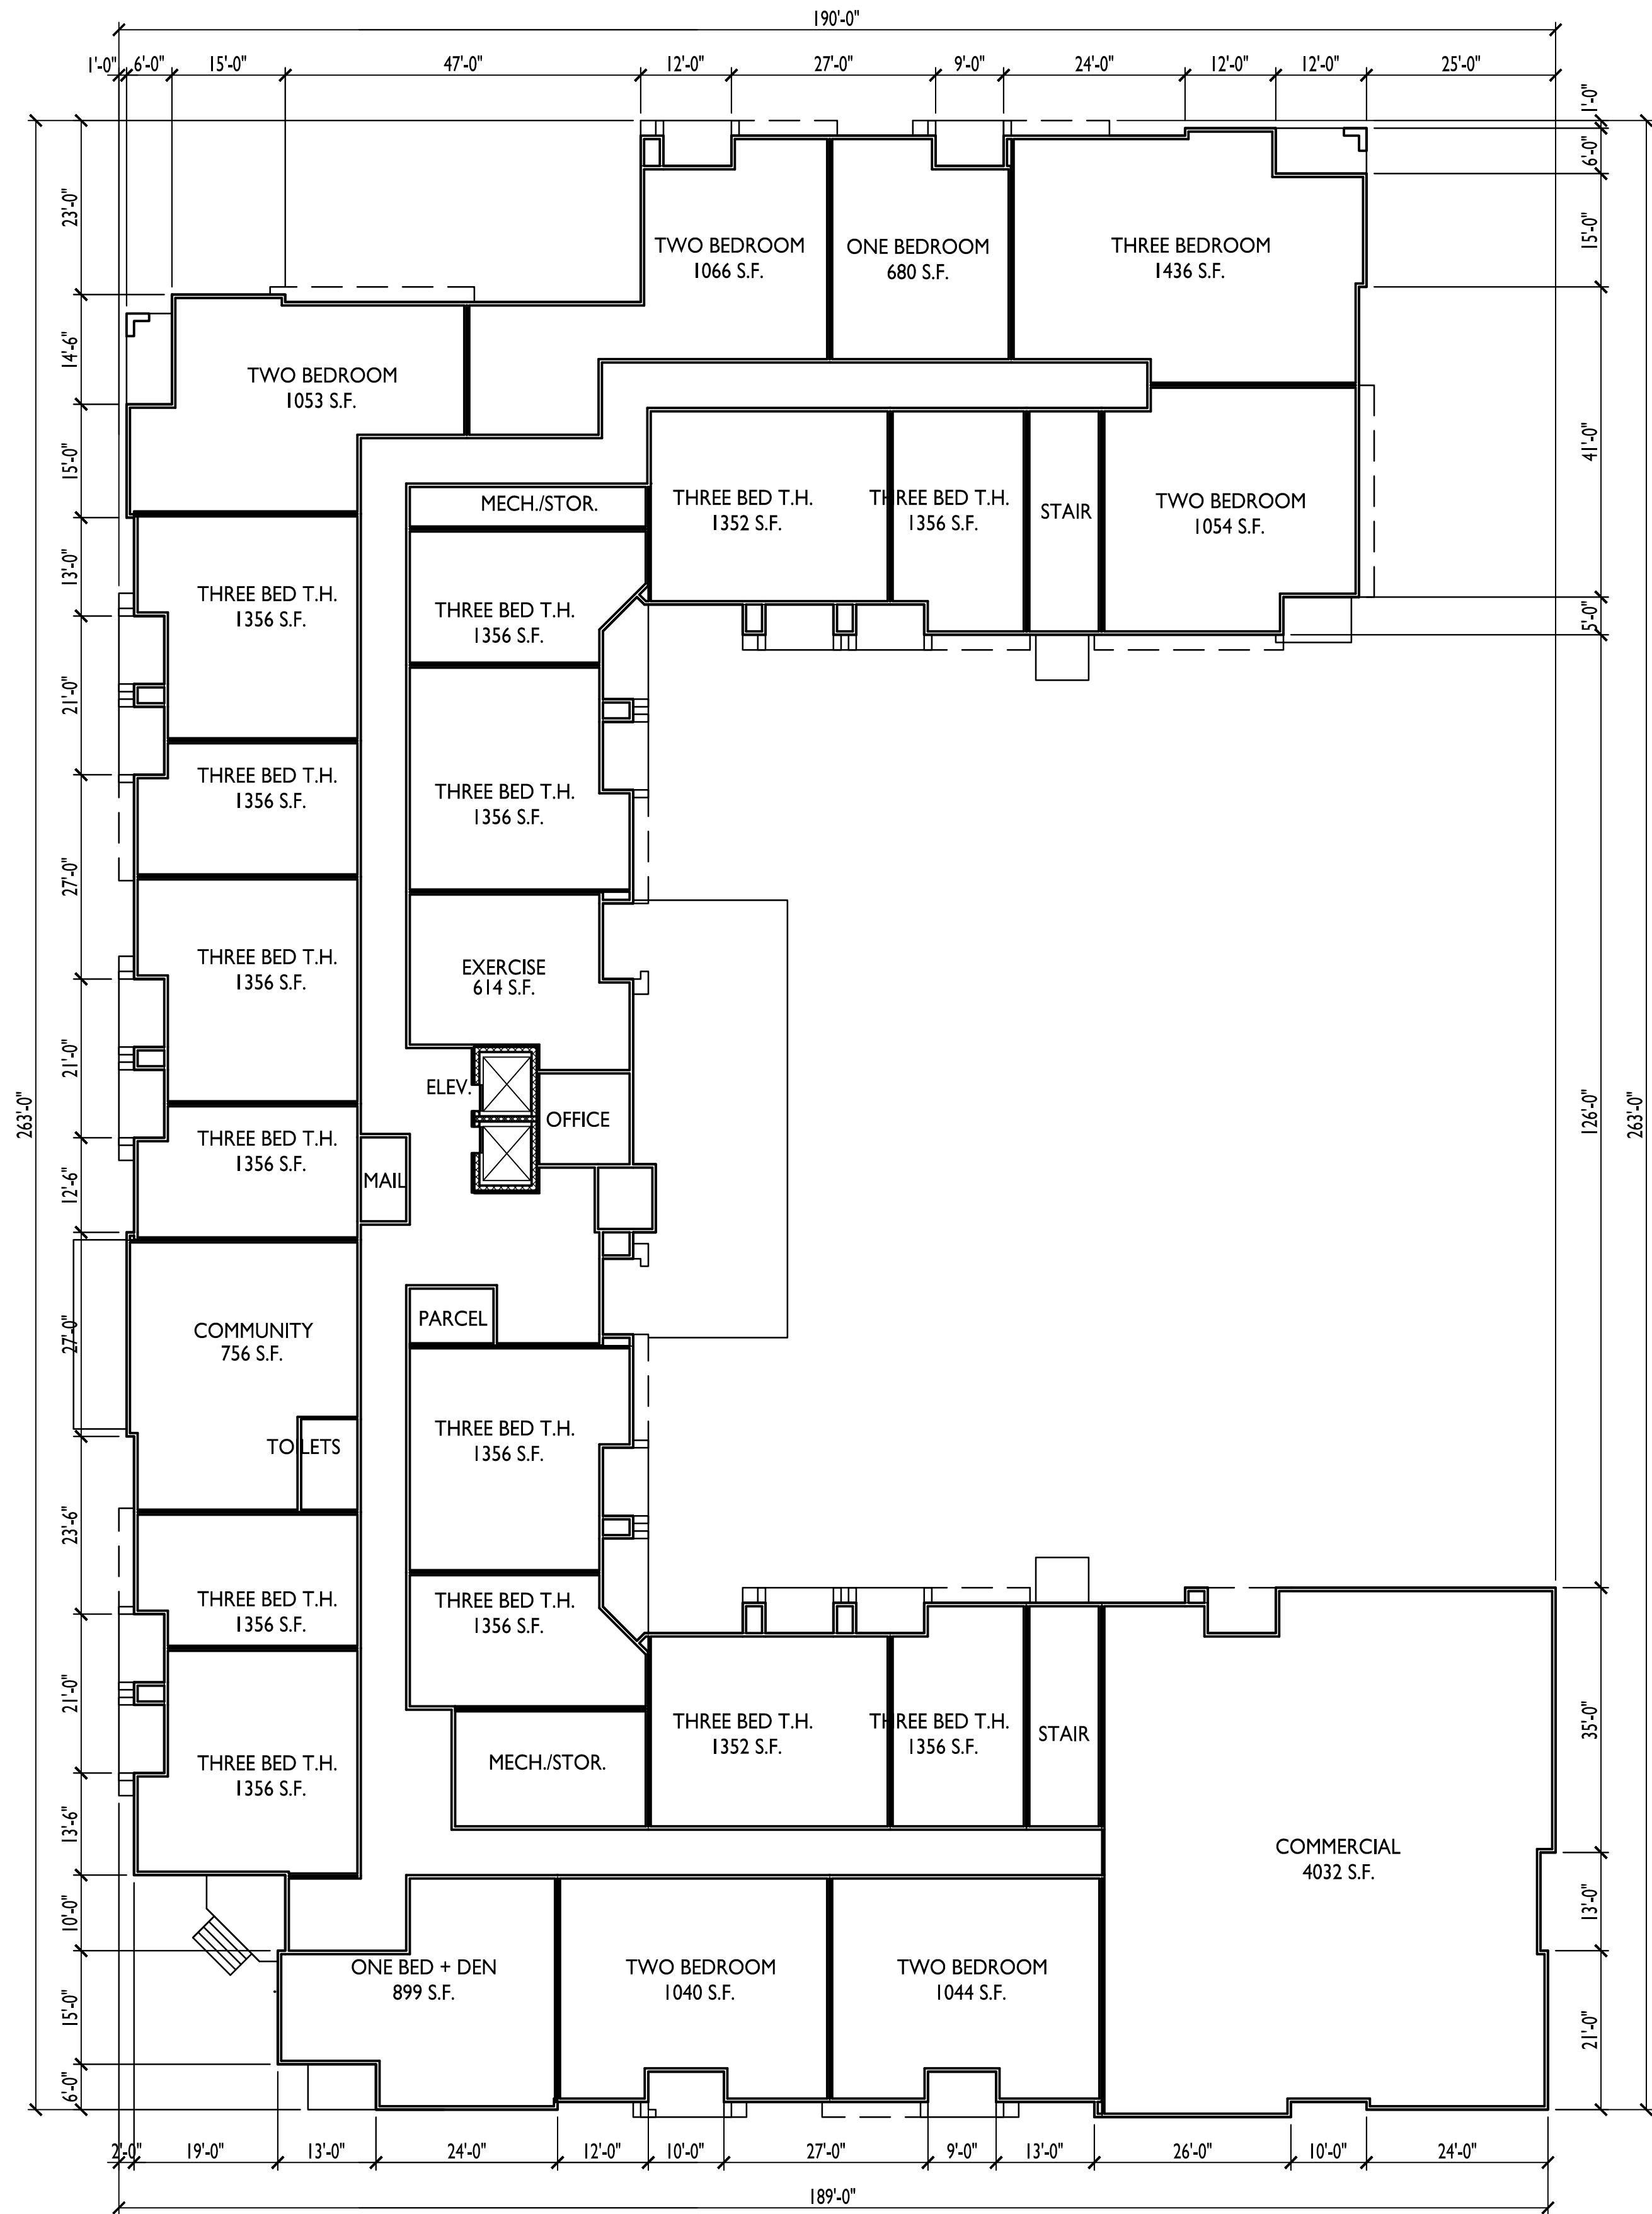 190'-0"
1'-0" 6'-0" 15'-0" 47'-0" 12'-0" 27'-0" 9'-0" 24'-0" 12'-0" 12'-0" 25'-0"
1'-0"
6'-0"
15'-0"
41'-0"
5'-0"
126'-0"
263'-0"
35'-0"
13'-0"
21'-0"
23'-0"
14'-6"
15'-0"
13'-0"
21'-0"
27'-0"
21'-0"
263'-0"
12'-6"
27'-0"
23'-6"
21'-0"
13'-6"
10'-0"
15'-0"
6'-0"
TWO BEDROOM
1066 S.F.
ONE BEDROOM
680 S.F.
THREE BEDROOM
1436 S.F.
TWO BEDROOM
1053 S.F.
MECH./STOR.
THREE BED T.H.
1352 S.F.
THREE BED T.H.
1356 S.F.
STAIR
TWO BEDROOM
1054 S.F.
THREE BED T.H.
1356 S.F.
THREE BED T.H.
1356 S.F.
THREE BED T.H.
1356 S.F.
THREE BED T.H.
1356 S.F.
THREE BED T.H.
1356 S.F.
EXERCISE
614 S.F.
ELEV.
OFFICE
THREE BED T.H.
1356 S.F.
MAIL
COMMUNITY
756 S.F.
PARCEL
TOILETS
THREE BED T.H.
1356 S.F.
THREE BED T.H.
1356 S.F.
THREE BED T.H.
1356 S.F.
THREE BED T.H.
1356 S.F.
MECH./STOR.
THREE BED T.H.
1352 S.F.
THREE BED T.H.
1356 S.F.
STAIR
COMMERCIAL
4032 S.F.
ONE BED + DEN
899 S.F.
TWO BEDROOM
1040 S.F.
TWO BEDROOM
1044 S.F.
2'-0" 19'-0" 13'-0" 24'-0" 12'-0" 10'-0" 27'-0" 9'-0" 13'-0" 26'-0" 10'-0" 24'-0"
189'-0"